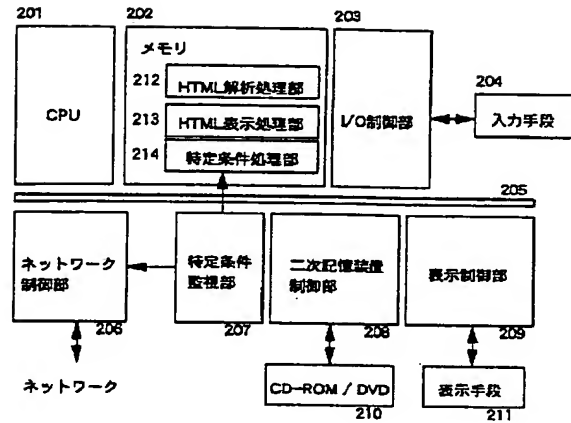 201
202
203
メモリ
204
212
HTML解析処理部
CPU
213
HTML表示処理部
I/O制御部
入力手段
214
特定条件処理部
205
ネットワーク
制御部
特定条件
監視部
二次記憶装置
制御部
表示制御部
206
207
208
209
ネットワーク
CD-ROM / DVD
表示手段
210
211